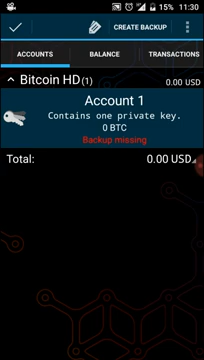 15% 11:30
CREATE BACKUP
ACCOUNTS BALANCE TRANSACTIONS
Bitcoin HD(1) 0.00 USD
Account 1
Contains one private key.
0 BTC
Backup missing
Total: 0.00 USD